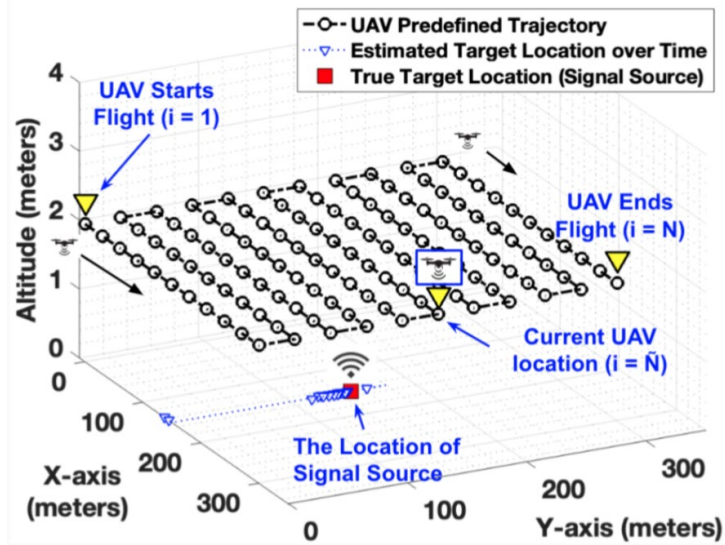 UAV Predefined Trajectory
Estimated Target Location over Time
True Target Location (Signal Source)
4
3
2
1
0
Altitude (meters)
UAV Starts
Flight (i = 1)
UAV Ends
Flight (i = N)
Current UAV
location (i = Ñ)
The Location of
Signal Source
0
100
200
300
X-axis
(meters)
0
100
200
300
Y-axis (meters)